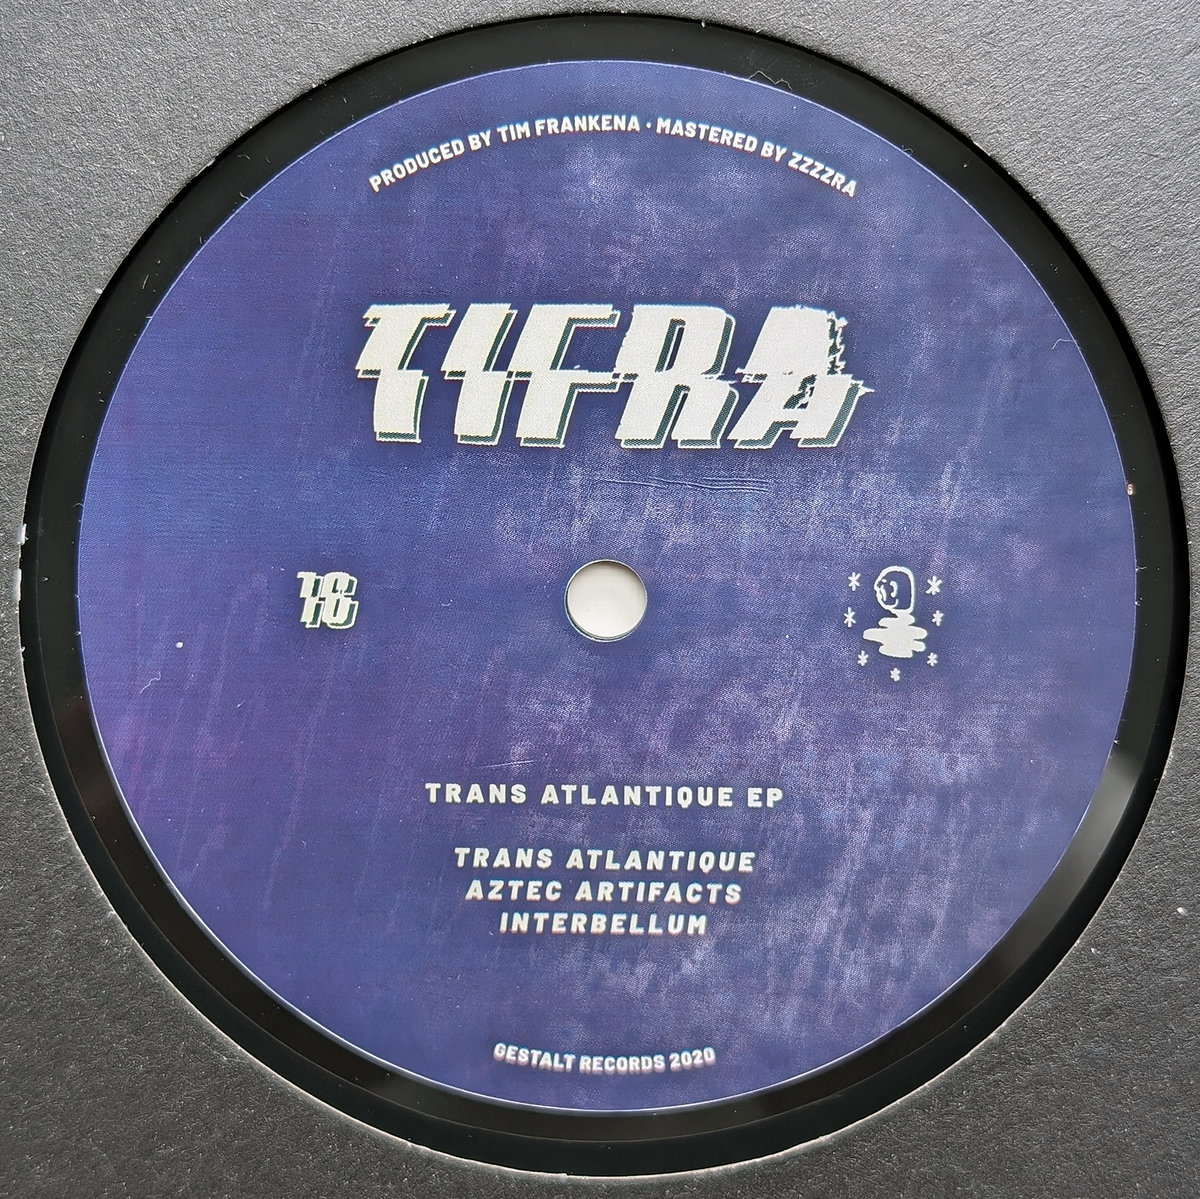 PRODUCED BY TIM FRANKENA · MASTERED BY ZZZZRA
TIFRA
16
TRANS ATLANTIQUE EP
TRANS ATLANTIQUE
AZTEC ARTIFACTS
INTERBELLUM
GESTALT RECORDS 2020